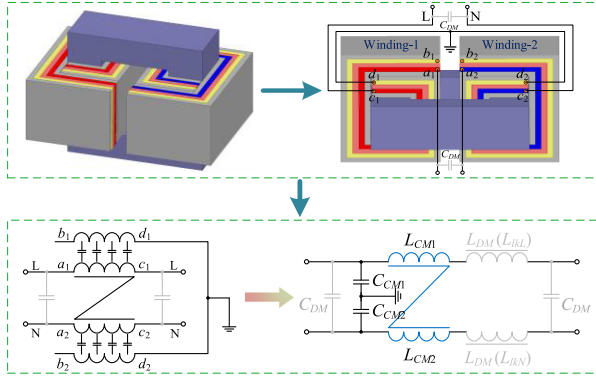 L N
C_DM
Winding-1 Winding-2
b₁ b₂
d₁ a₁ a₂ d₂
c₁ c₂
C_DM
b₁ d₁
L a₁ c₁ L
N a₂ c₂ N
b₂ d₂
L_CM1 L_DM(L_lkL)
C_DM C_CM1 C_DM
C_CM2
L_CM2 L_DM(L_lkN)